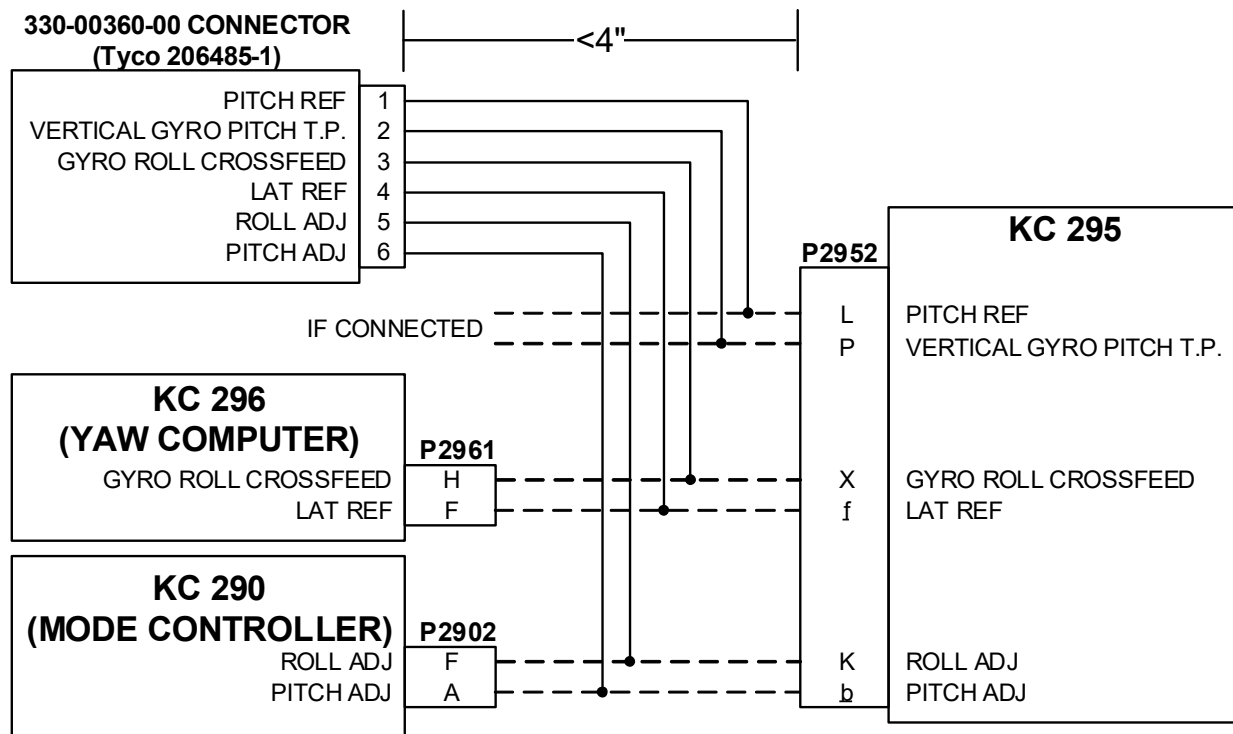 330-00360-00 CONNECTOR
(Tyco 206485-1)
<4"
PITCH REF 1
VERTICAL GYRO PITCH T.P. 2
GYRO ROLL CROSSFEED 3
LAT REF 4
ROLL ADJ 5
PITCH ADJ 6
KC 295
P2952
IF CONNECTED
L PITCH REF
P VERTICAL GYRO PITCH T.P.
KC 296
(YAW COMPUTER)
P2961
GYRO ROLL CROSSFEED H
LAT REF F
X GYRO ROLL CROSSFEED
f LAT REF
KC 290
(MODE CONTROLLER)
P2902
ROLL ADJ F
PITCH ADJ A
K ROLL ADJ
b PITCH ADJ